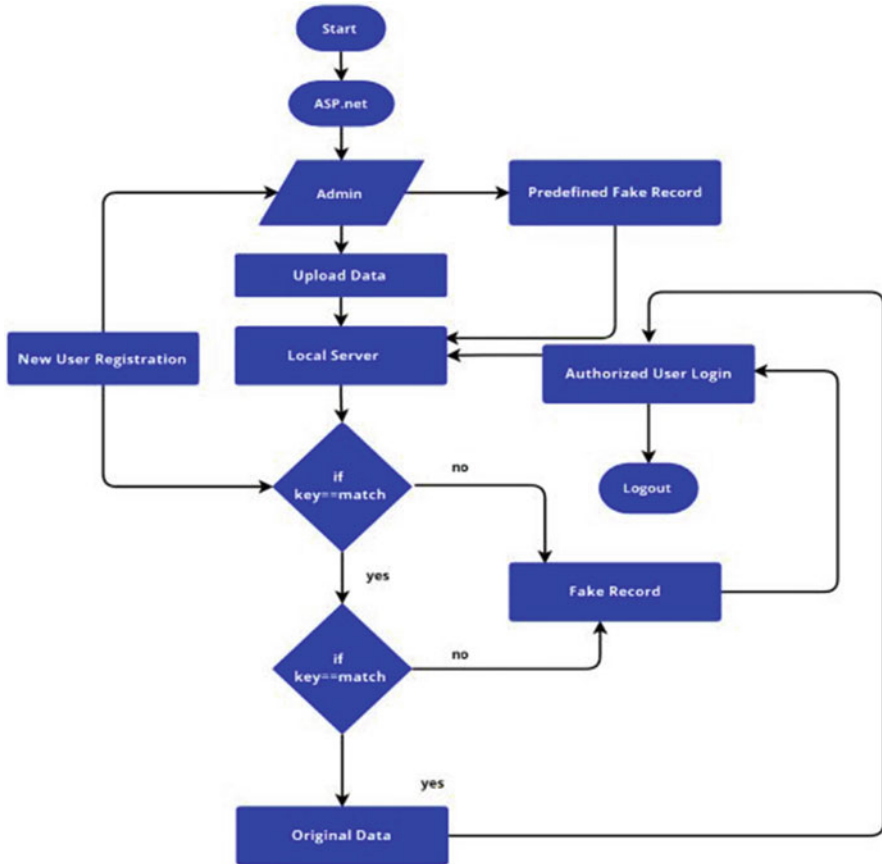 Start
ASP.net
Admin
Predefined Fake Record
Upload Data
New User Registration
Local Server
Authorized User Login
if
key==match
no
Logout
yes
Fake Record
if
key==match
no
yes
Original Data